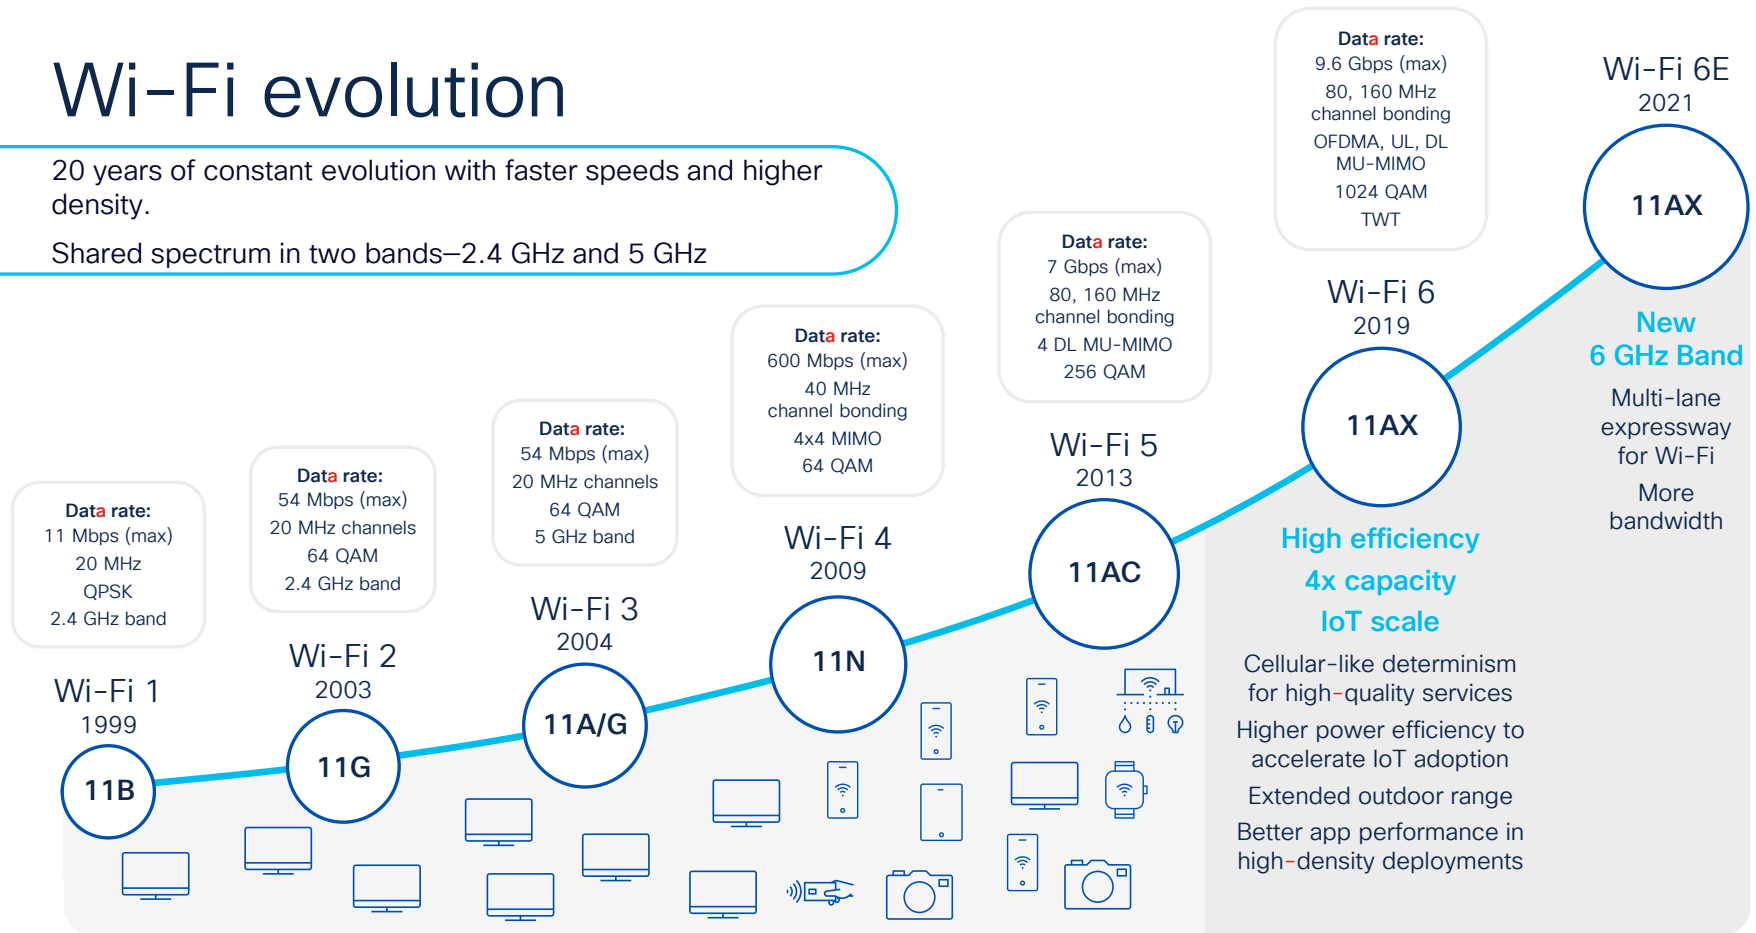 Wi-Fi evolution
20 years of constant evolution with faster speeds and higher
density.
Shared spectrum in two bands—2.4 GHz and 5 GHz
Data rate:
11 Mbps (max)
20 MHz
QPSK
2.4 GHz band
Wi-Fi 1
1999
11B
Data rate:
54 Mbps (max)
20 MHz channels
64 QAM
2.4 GHz band
Wi-Fi 2
2003
11G
Data rate:
54 Mbps (max)
20 MHz channels
64 QAM
5 GHz band
Wi-Fi 3
2004
11A/G
Data rate:
600 Mbps (max)
40 MHz
channel bonding
4x4 MIMO
64 QAM
Wi-Fi 4
2009
11N
Data rate:
7 Gbps (max)
80, 160 MHz
channel bonding
4 DL MU-MIMO
256 QAM
Wi-Fi 5
2013
11AC
Data rate:
9.6 Gbps (max)
80, 160 MHz
channel bonding
OFDMA, UL, DL
MU-MIMO
1024 QAM
TWT
Wi-Fi 6
2019
11AX
High efficiency
4x capacity
IoT scale
Cellular-like determinism
for high-quality services
Higher power efficiency to
accelerate IoT adoption
Extended outdoor range
Better app performance in
high-density deployments
Wi-Fi 6E
2021
11AX
New
6 GHz Band
Multi-lane
expressway
for Wi-Fi
More
bandwidth